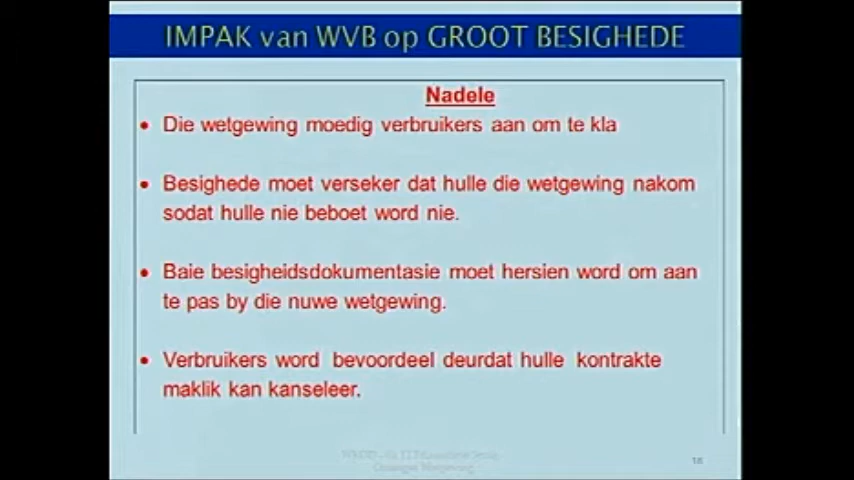 IMPAK van WVB op GROOT BESIGHEDE
Nadele
• Die wetgewing moedig verbruikers aan om te kla
• Besighede moet verseker dat hulle die wetgewing nakom
sodat hulle nie beboet word nie.
• Baie besigheidsdokumentasie moet hersien word om aan
te pas by die nuwe wetgewing.
• Verbruikers word bevoordeel deurdat hulle kontrakte
maklik kan kanseleer.